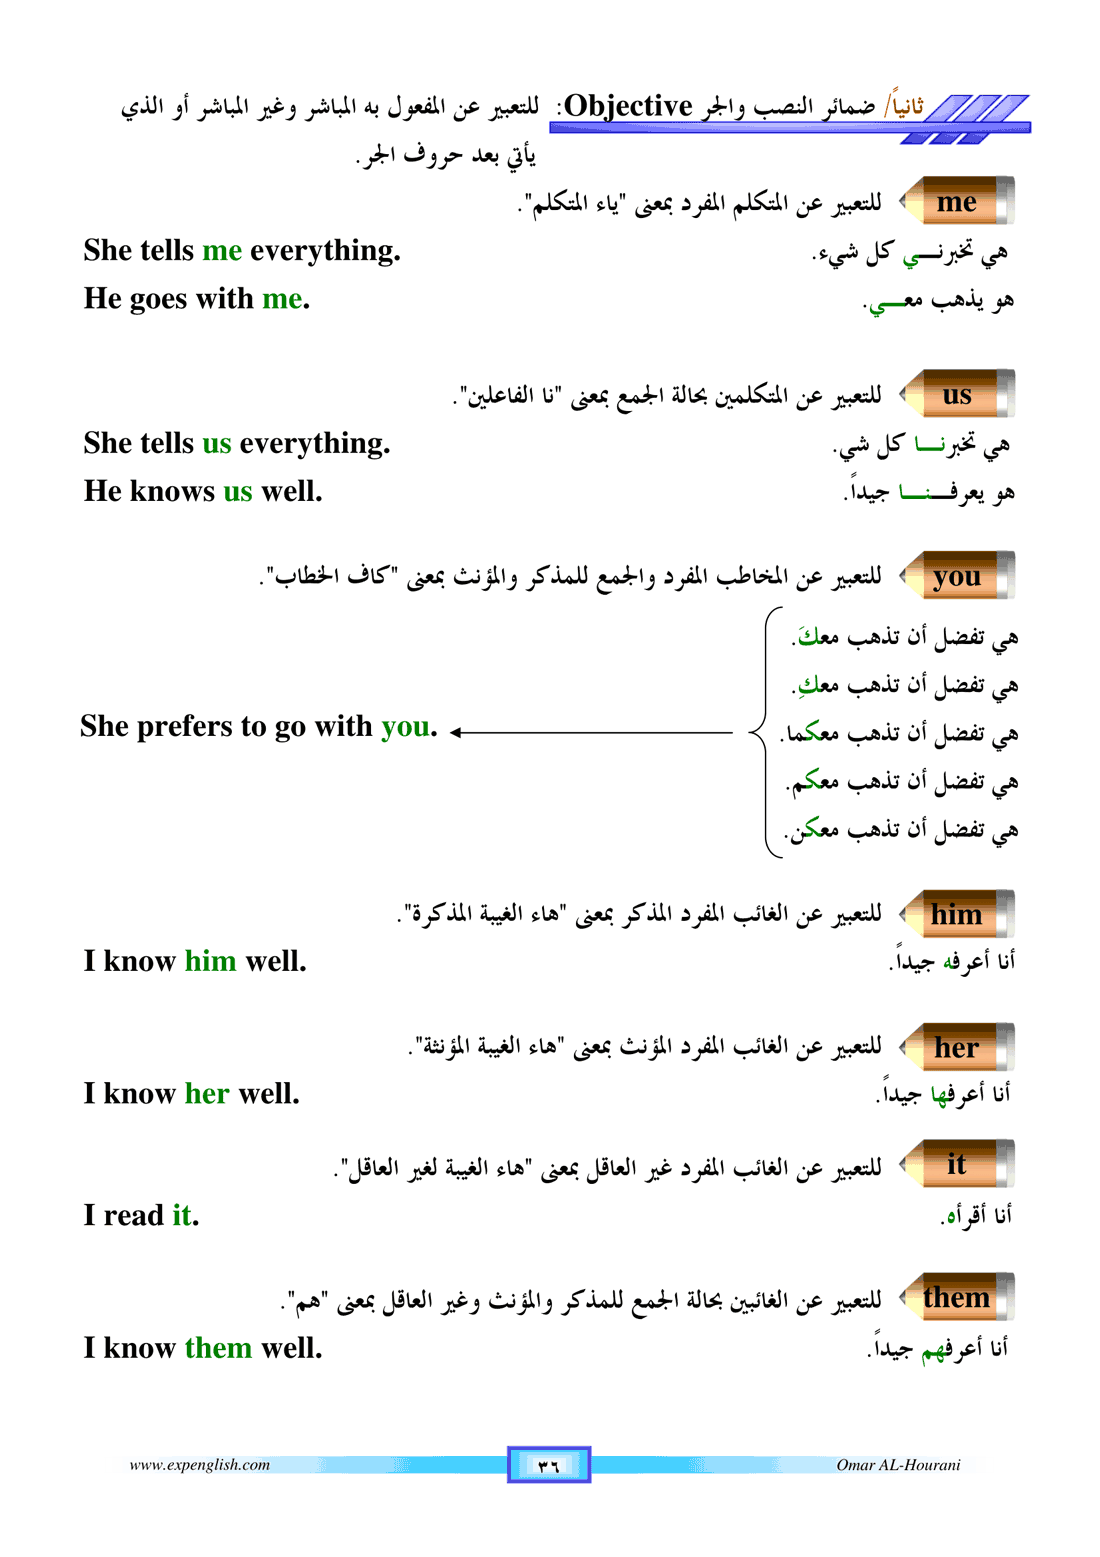 ثانياً/ ضمائر النصب والجر Objective: للتعبير عن المفعول به المباشر وغير المباشر أو الذي
يأتي بعد حروف الجر.
me للتعبير عن المتكلم المفرد بمعنى "ياء المتكلم".
She tells me everything. هي تخبرنـــي كل شيء.
He goes with me. هو يذهب معـــي.
us للتعبير عن المتكلمين بحالة الجمع بمعنى "نا الفاعلين".
She tells us everything. هي تخبرنـــا كل شي.
He knows us well. هو يعرفـــنـــا جيداً.
you للتعبير عن المخاطب المفرد والجمع للمذكر والمؤنث بمعنى "كاف الخطاب".
هي تفضل أن تذهب معكَ.
هي تفضل أن تذهب معكِ.
She prefers to go with you. هي تفضل أن تذهب معكما.
هي تفضل أن تذهب معكم.
هي تفضل أن تذهب معكن.
him للتعبير عن الغائب المفرد المذكر بمعنى "هاء الغيبة المذكرة".
I know him well. أنا أعرفه جيداً.
her للتعبير عن الغائب المفرد المؤنث بمعنى "هاء الغيبة المؤنثة".
I know her well. أنا أعرفها جيداً.
it للتعبير عن الغائب المفرد غير العاقل بمعنى "هاء الغيبة لغير العاقل".
I read it. أنا أقرأه.
them للتعبير عن الغائبين بحالة الجمع للمذكر والمؤنث وغير العاقل بمعنى "هم".
I know them well. أنا أعرفهم جيداً.
www.expenglish.com ٣٦ Omar AL-Hourani